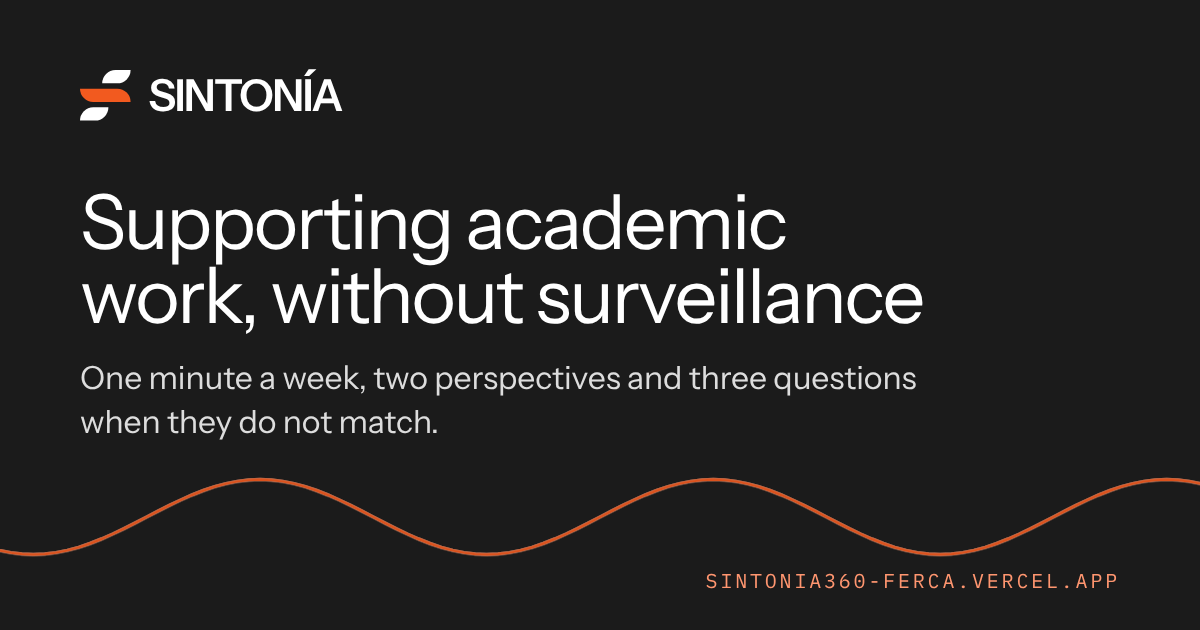 SINTONÍA
Supporting academic
work, without surveillance
One minute a week, two perspectives and three questions
when they do not match.
SINTONIA360-FERCA.VERCEL.APP